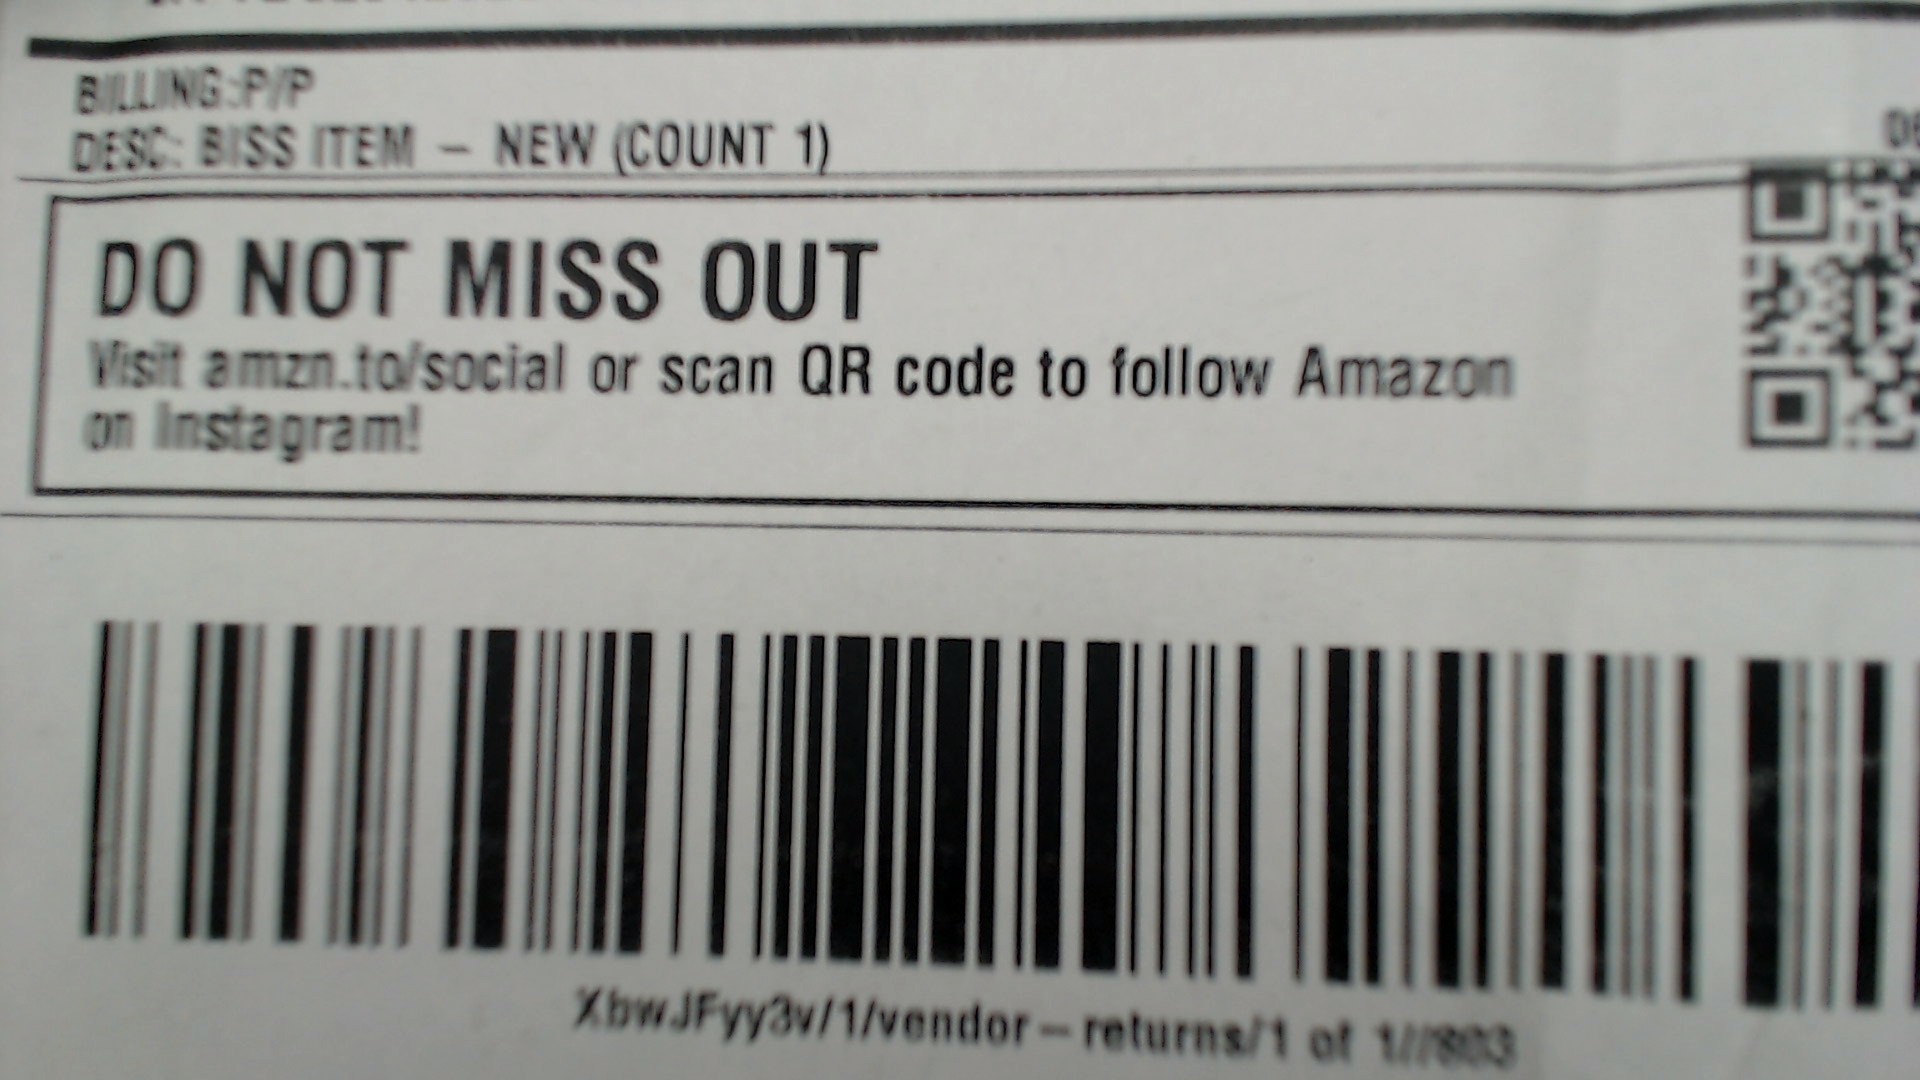 BILLING:P/P
DESC: BISS ITEM – NEW (COUNT 1)
DO NOT MISS OUT
Visit amzn.to/social or scan QR code to follow Amazon
on Instagram!
XbwJFyy3v/1/vendor–returns/1 of 1//803